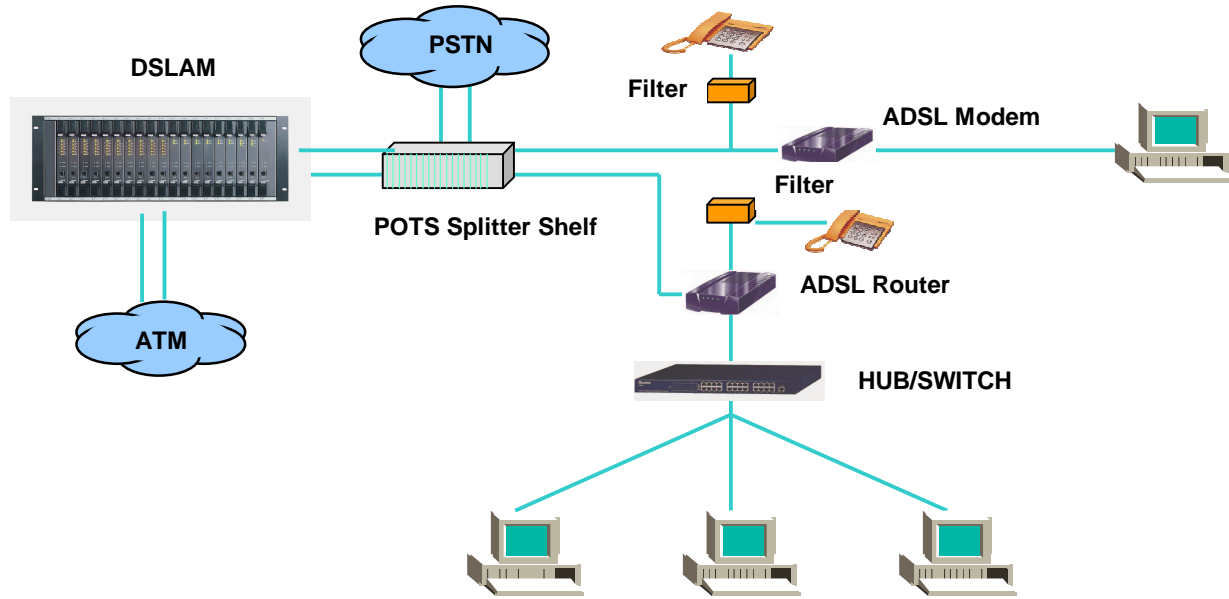 PSTN
DSLAM
Filter
ADSL Modem
Filter
POTS Splitter Shelf
ADSL Router
ATM
HUB/SWITCH